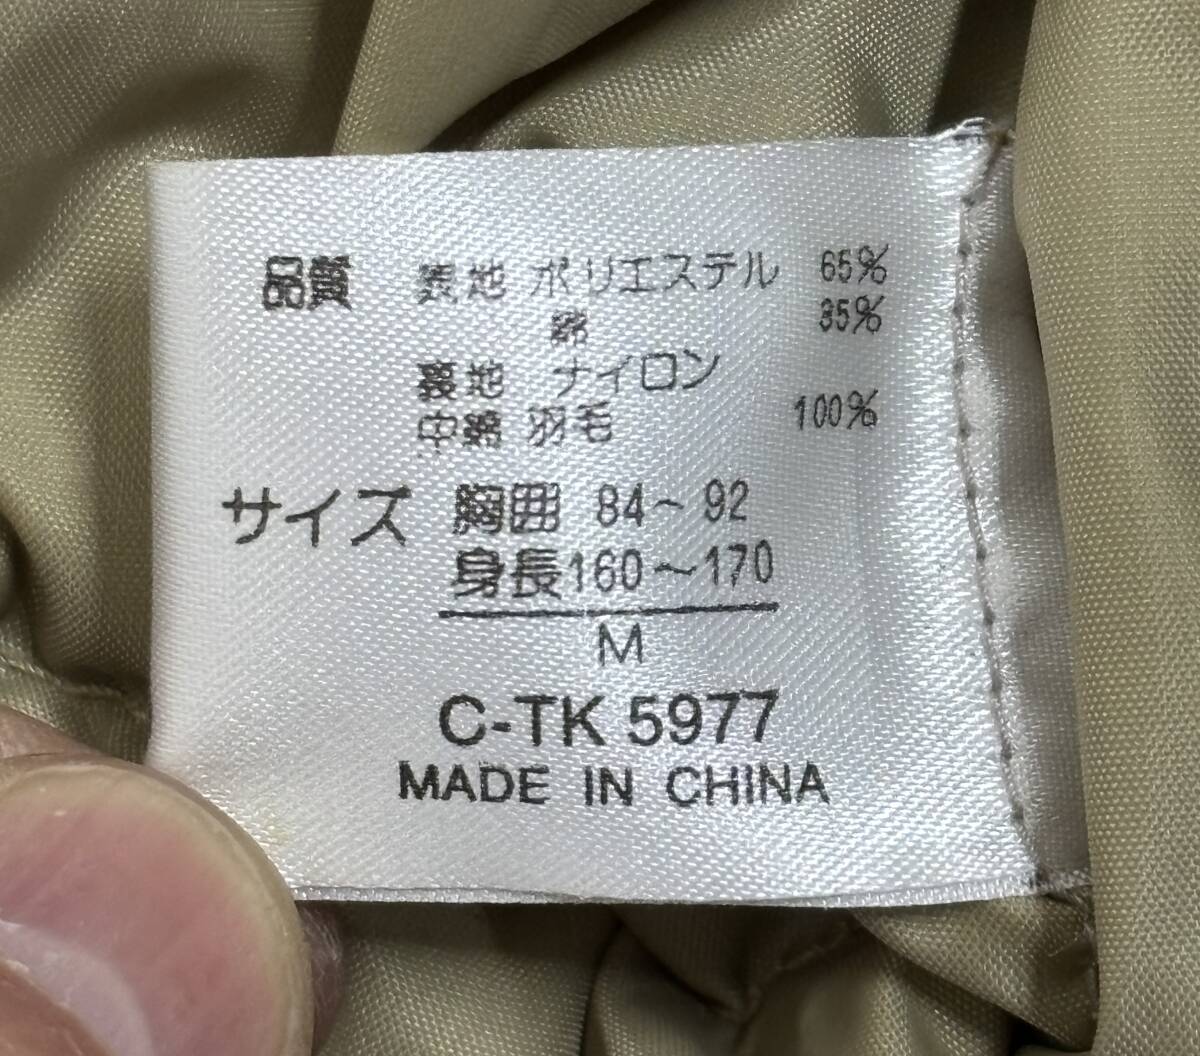 品質 表地 ポリエステル 65%
綿 35%
裏地 ナイロン
中綿 羽毛 100%
サイズ 胸囲 84～92
身長160～170
M
C-TK 5977
MADE IN CHINA